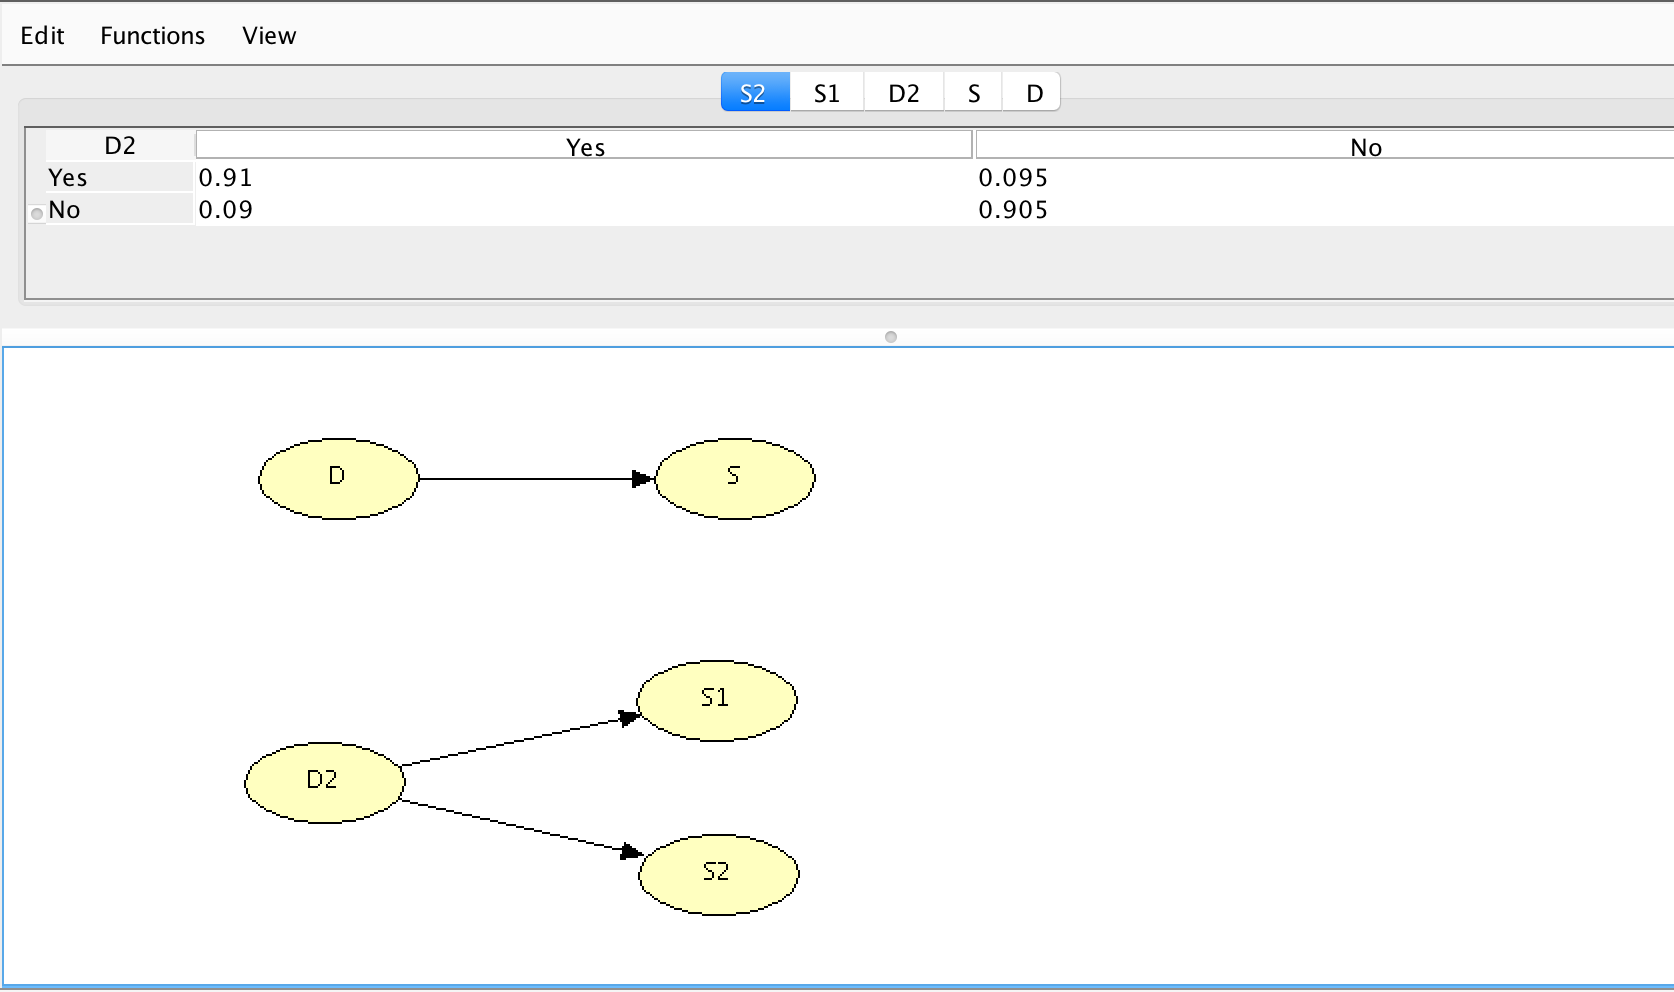 Edit Functions View
S2 S1 D2 S D
D2 Yes No
Yes 0.91 0.095
No 0.09 0.905
D S
S1
D2
S2